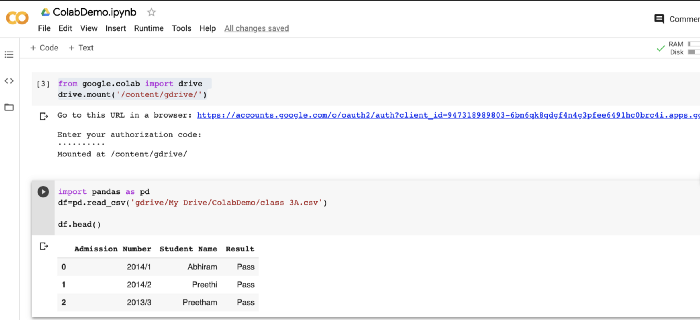 ColabDemo.ipynb
File Edit View Insert Runtime Tools Help All changes saved
Comment
+ Code + Text
RAM
Disk
[3] from google.colab import drive
drive.mount('/content/gdrive/')
Go to this URL in a browser: https://accounts.google.com/o/oauth2/auth?client_id=947318989803-6bn6qk8qdgf4n4g3pfee6491hc0brc4i.apps.go
Enter your authorization code:
··········
Mounted at /content/gdrive/
import pandas as pd
df=pd.read_csv('gdrive/My Drive/ColabDemo/class 3A.csv')
df.head()
Admission Number Student Name Result
0 2014/1 Abhiram Pass
1 2014/2 Preethi Pass
2 2013/3 Preetham Pass